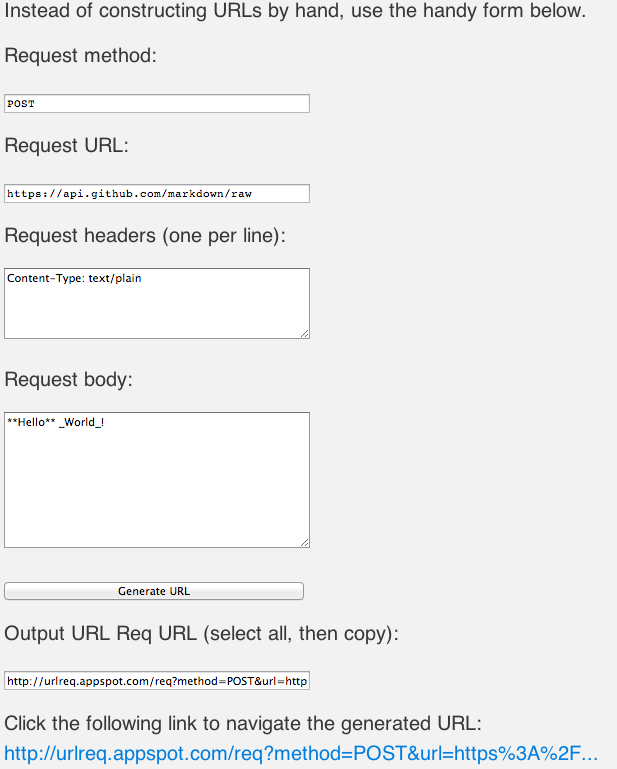 Instead of constructing URLs by hand, use the handy form below.
Request method:
POST
Request URL:
https://api.github.com/markdown/raw
Request headers (one per line):
Content-Type: text/plain
Request body:
**Hello** _World_!
Generate URL
Output URL Req URL (select all, then copy):
http://urlreq.appspot.com/req?method=POST&url=http
Click the following link to navigate the generated URL:
http://urlreq.appspot.com/req?method=POST&url=https%3A%2F...